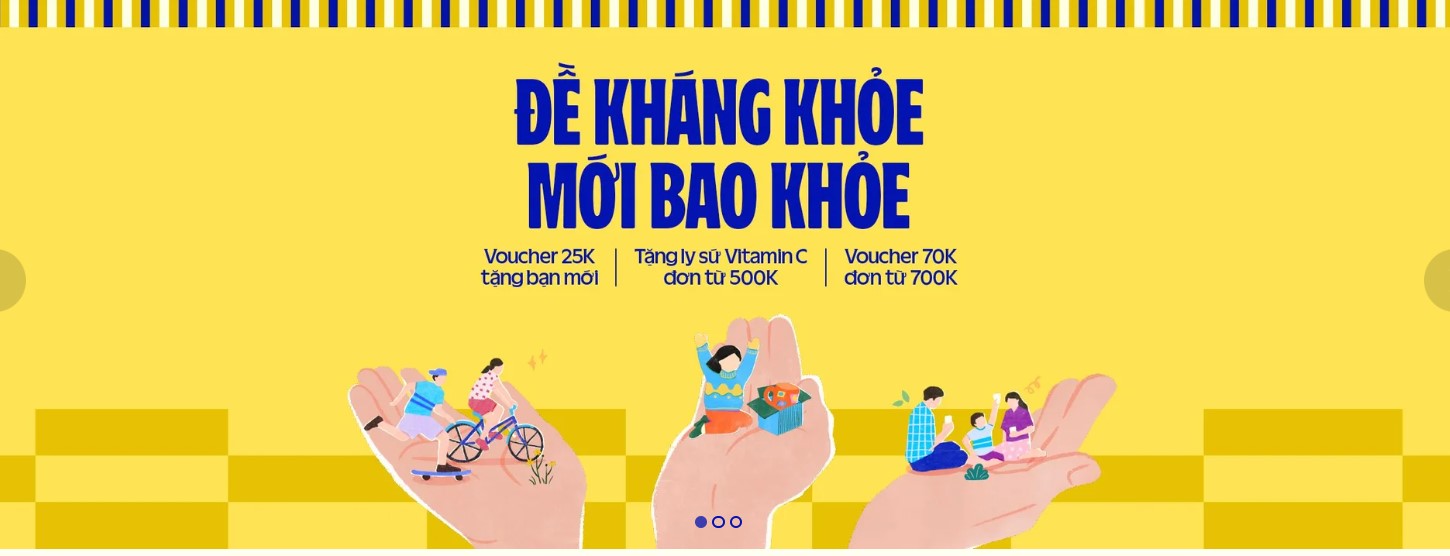 ĐỀ KHÁNG KHỎE
MỚI BAO KHỎE
Voucher 25K
tặng bạn mới
Tặng ly sứ Vitamin C
đơn từ 500K
Voucher 70K
đơn từ 700K